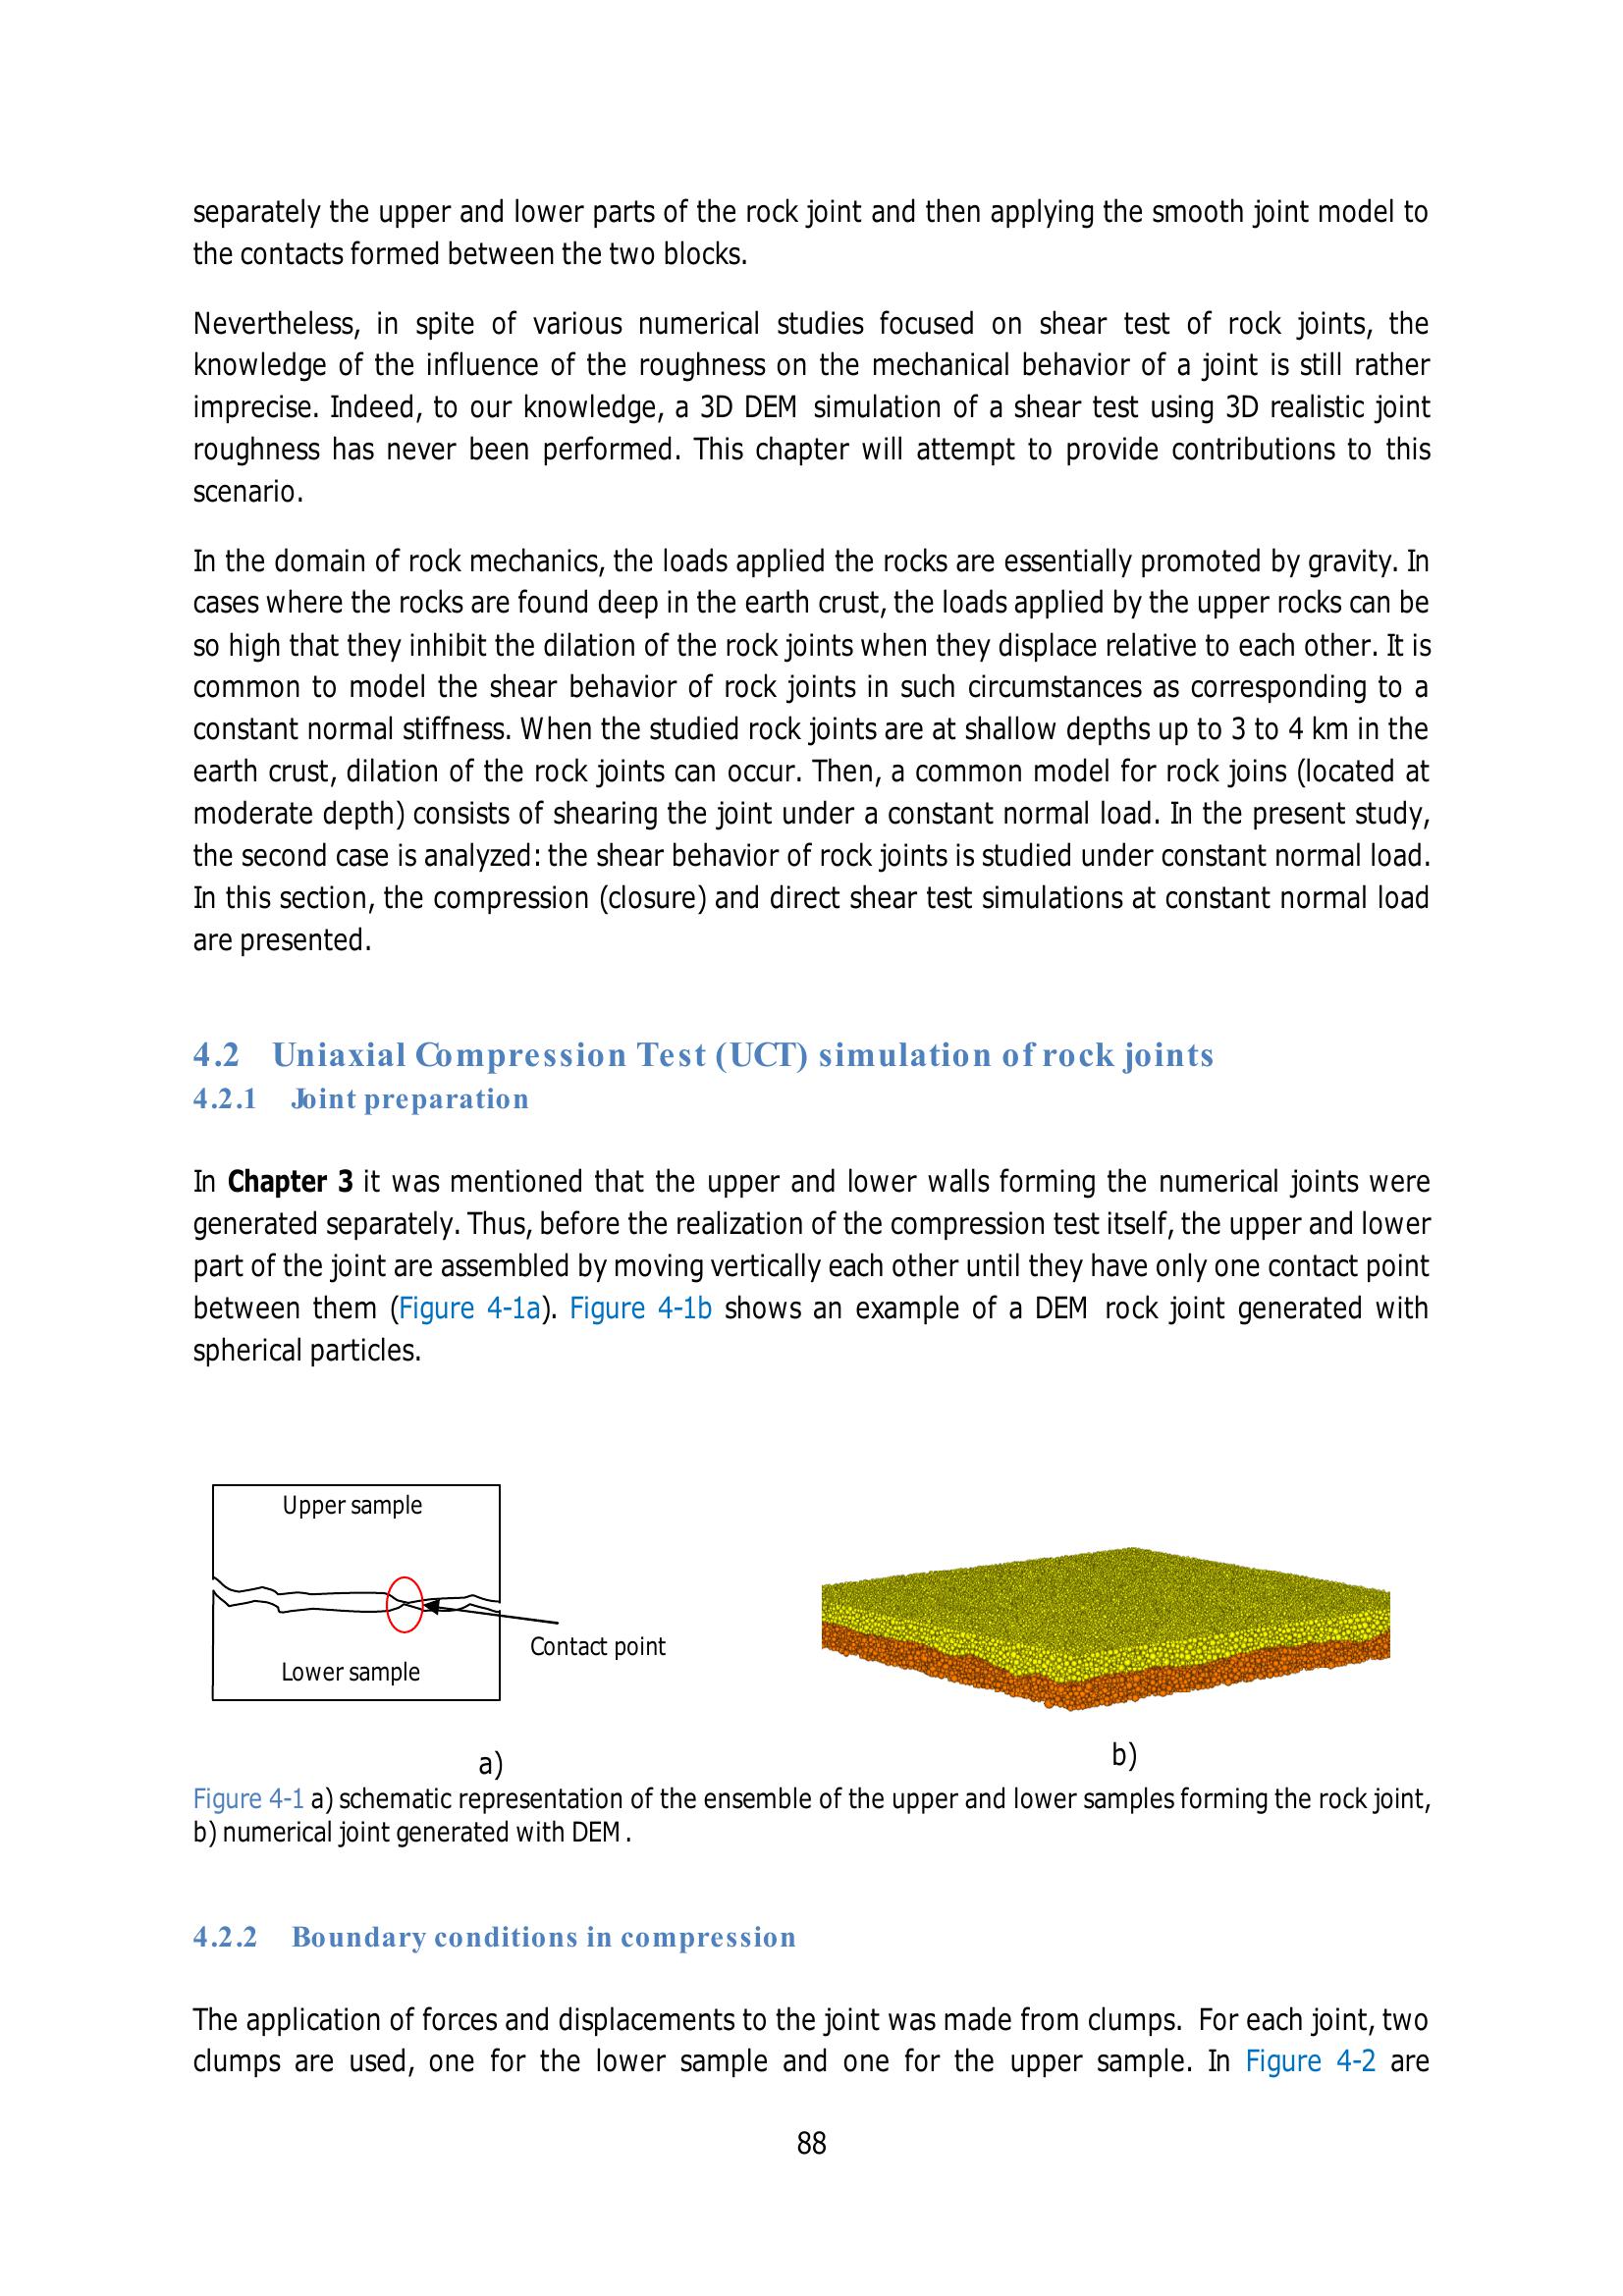 separately the upper and lower parts of the rock joint and then applying the smooth joint model to
the contacts formed between the two blocks.
Nevertheless, in spite of various numerical studies focused on shear test of rock joints, the
knowledge of the influence of the roughness on the mechanical behavior of a joint is still rather
imprecise. Indeed, to our knowledge, a 3D DEM simulation of a shear test using 3D realistic joint
roughness has never been performed. This chapter will attempt to provide contributions to this
scenario.
In the domain of rock mechanics, the loads applied the rocks are essentially promoted by gravity. In
cases where the rocks are found deep in the earth crust, the loads applied by the upper rocks can be
so high that they inhibit the dilation of the rock joints when they displace relative to each other. It is
common to model the shear behavior of rock joints in such circumstances as corresponding to a
constant normal stiffness. When the studied rock joints are at shallow depths up to 3 to 4 km in the
earth crust, dilation of the rock joints can occur. Then, a common model for rock joins (located at
moderate depth) consists of shearing the joint under a constant normal load. In the present study,
the second case is analyzed: the shear behavior of rock joints is studied under constant normal load.
In this section, the compression (closure) and direct shear test simulations at constant normal load
are presented.
4.2 Uniaxial Compression Test (UCT) simulation of rock joints
4.2.1 Joint preparation
In Chapter 3 it was mentioned that the upper and lower walls forming the numerical joints were
generated separately. Thus, before the realization of the compression test itself, the upper and lower
part of the joint are assembled by moving vertically each other until they have only one contact point
between them (Figure 4-1a). Figure 4-1b shows an example of a DEM rock joint generated with
spherical particles.
Upper sample
Contact point
Lower sample
a)
b)
Figure 4-1 a) schematic representation of the ensemble of the upper and lower samples forming the rock joint,
b) numerical joint generated with DEM.
4.2.2 Boundary conditions in compression
The application of forces and displacements to the joint was made from clumps. For each joint, two
clumps are used, one for the lower sample and one for the upper sample. In Figure 4-2 are
88